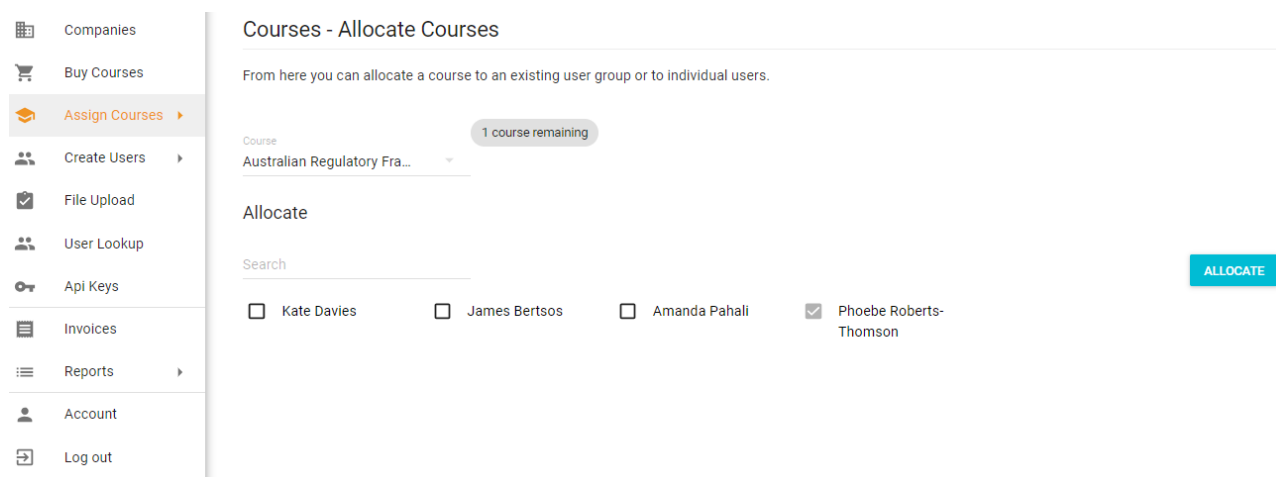 Companies
Buy Courses
Assign Courses
Create Users
File Upload
User Lookup
Api Keys
Invoices
Reports
Account
Log out
Courses - Allocate Courses
From here you can allocate a course to an existing user group or to individual users.
Course
1 course remaining
Australian Regulatory Fra...
Allocate
Search
ALLOCATE
Kate Davies
James Bertsos
Amanda Pahali
Phoebe Roberts-
Thomson